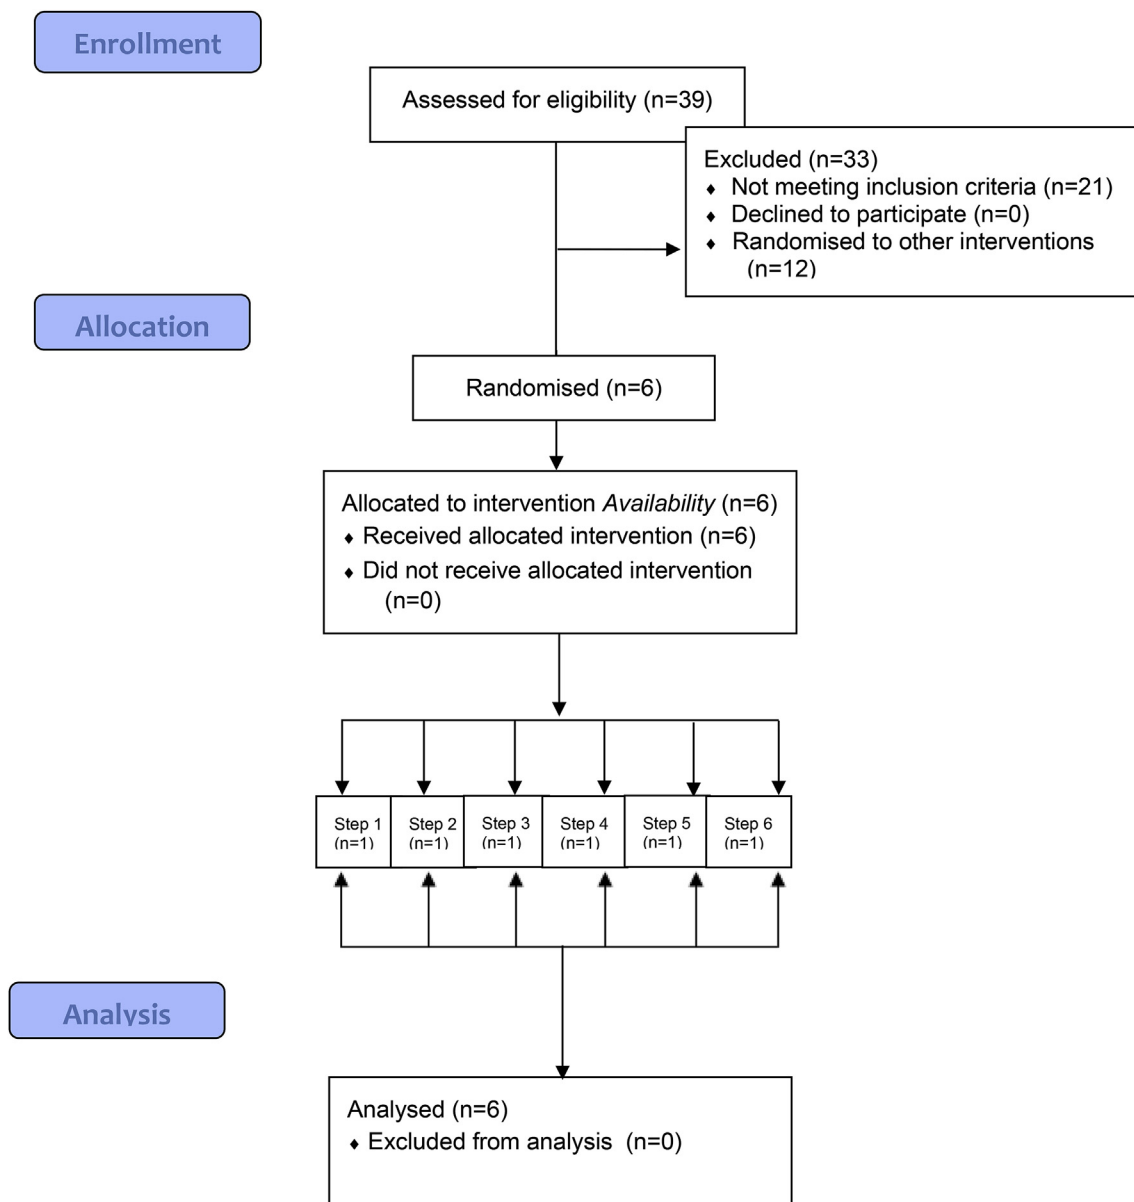 Enrollment
Assessed for eligibility (n=39)
Excluded (n=33)
♦ Not meeting inclusion criteria (n=21)
♦ Declined to participate (n=0)
♦ Randomised to other interventions
(n=12)
Allocation
Randomised (n=6)
Allocated to intervention Availability (n=6)
♦ Received allocated intervention (n=6)
♦ Did not receive allocated intervention
(n=0)
Step 1
(n=1)
Step 2
(n=1)
Step 3
(n=1)
Step 4
(n=1)
Step 5
(n=1)
Step 6
(n=1)
Analysis
Analysed (n=6)
♦ Excluded from analysis (n=0)